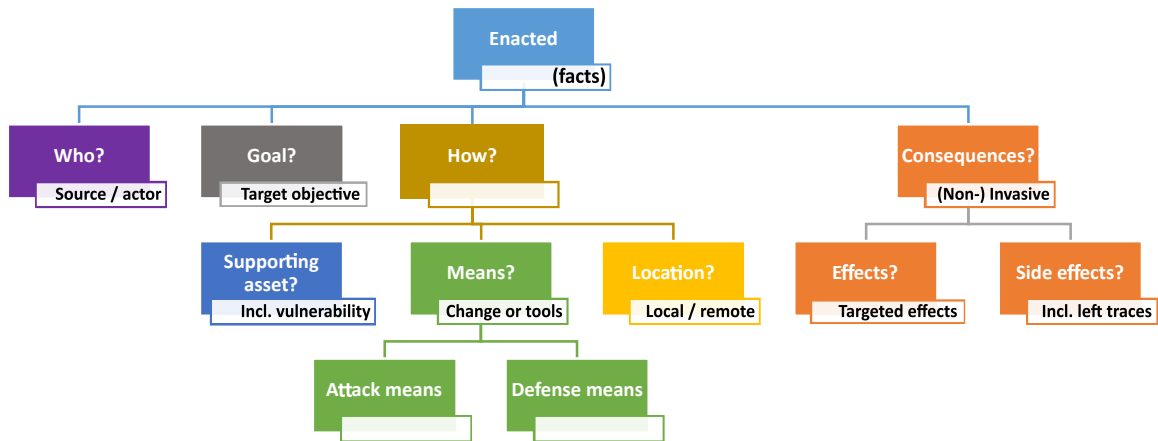 Enacted
(facts)
Who?
Source / actor
Goal?
Target objective
How?
Consequences?
(Non-) Invasive
Supporting
asset?
Incl. vulnerability
Means?
Change or tools
Location?
Local / remote
Effects?
Targeted effects
Side effects?
Incl. left traces
Attack means
Defense means